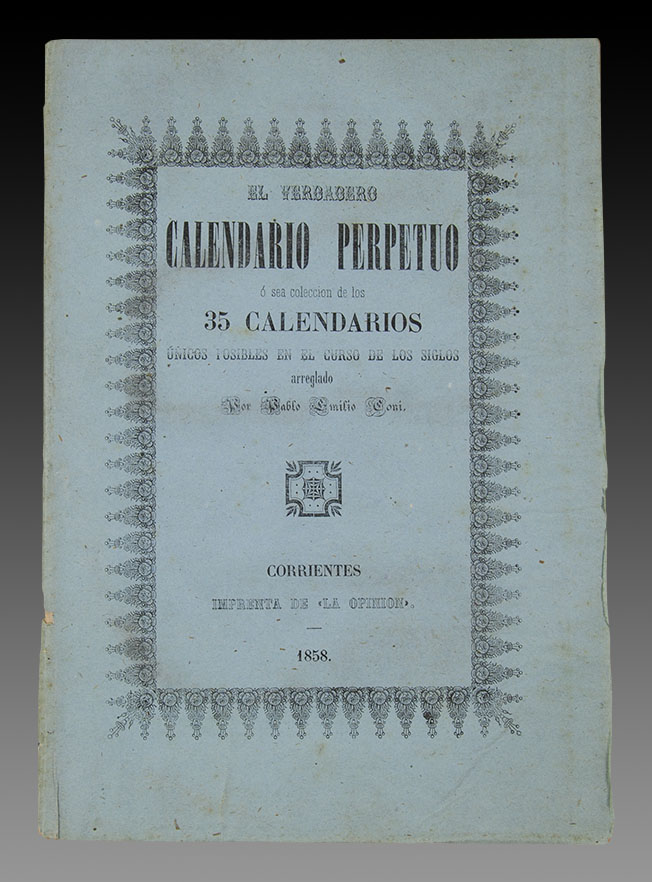 EL VERDADERO
CALENDARIO PERPETUO
ó sea coleccion de los
35 CALENDARIOS
ÚNICOS POSIBLES EN EL CURSO DE LOS SIGLOS
arreglado
Por Pablo Emilio Coni.
CORRIENTES
IMPRENTA DE «LA OPINION».
1858.